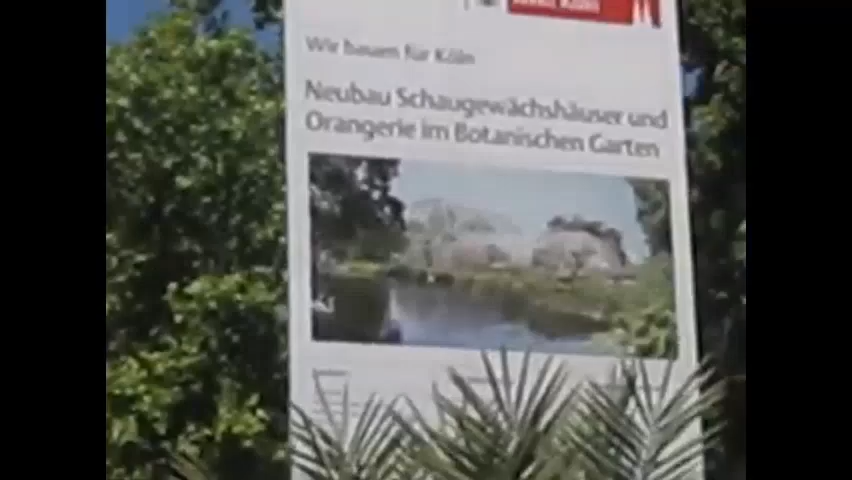 Wir bauen für Köln
Neubau Schaugewächshäuser und
Orangerie im Botanischen Garten